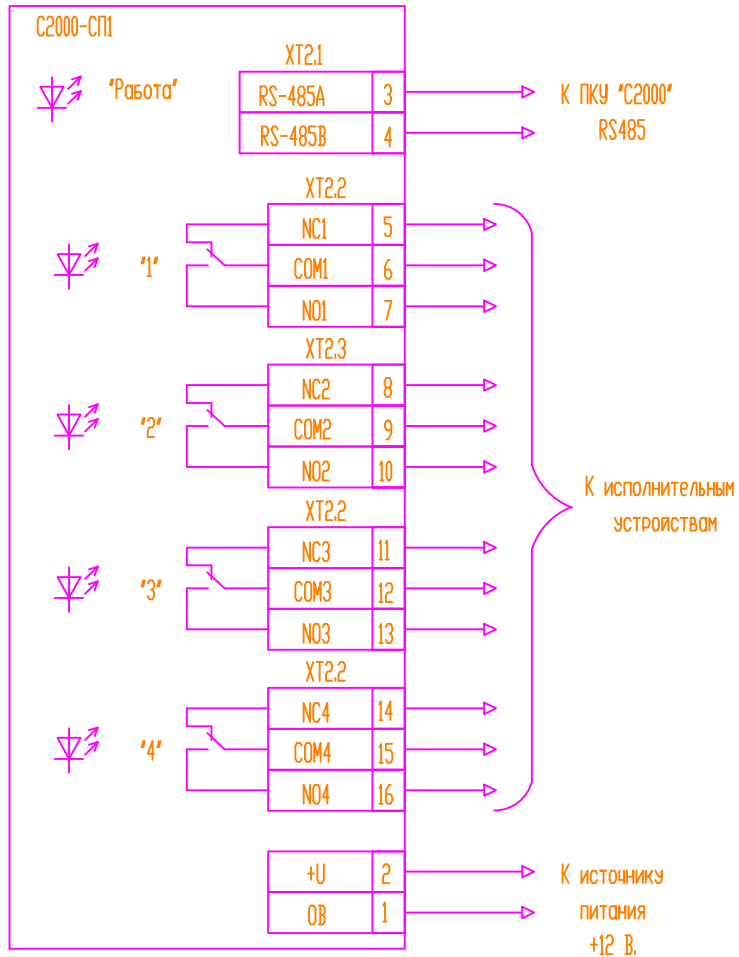 С2000-СП1
XT2.1
"Работа"
RS-485A 3
RS-485B 4
К ПКУ "С2000"
RS485
XT2.2
NC1 5
COM1 6
NO1 7
"1"
XT2.3
NC2 8
COM2 9
NO2 10
"2"
К исполнительным
устройствам
XT2.2
NC3 11
COM3 12
NO3 13
"3"
XT2.2
NC4 14
COM4 15
NO4 16
"4"
+U 2
0В 1
К источнику
питания
+12 В.